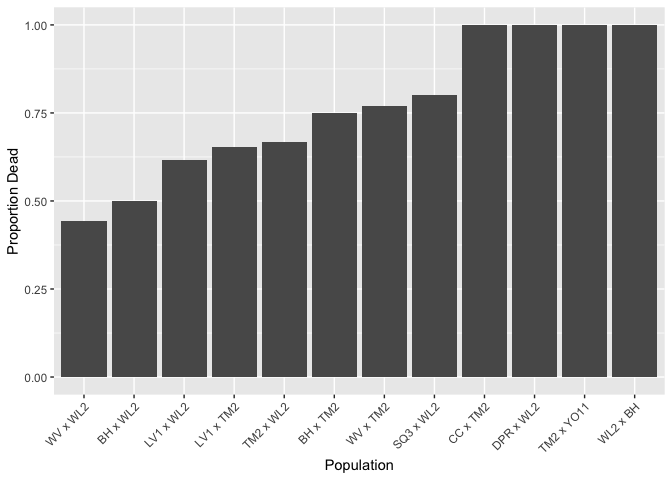 1.00
0.75
0.50
0.25
0.00
Proportion Dead
WV x WL2
BH x WL2
LV1 x WL2
LV1 x TM2
TM2 x WL2
BH x TM2
WV x TM2
SQ3 x WL2
CC x TM2
DPR x WL2
TM2 x YO11
WL2 x BH
Population